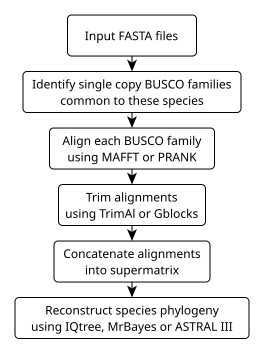 Input FASTA files
Identify single copy BUSCO families
common to these species
Align each BUSCO family
using MAFFT or PRANK
Trim alignments
using TrimAl or Gblocks
Concatenate alignments
into supermatrix
Reconstruct species phylogeny
using IQtree, MrBayes or ASTRAL III